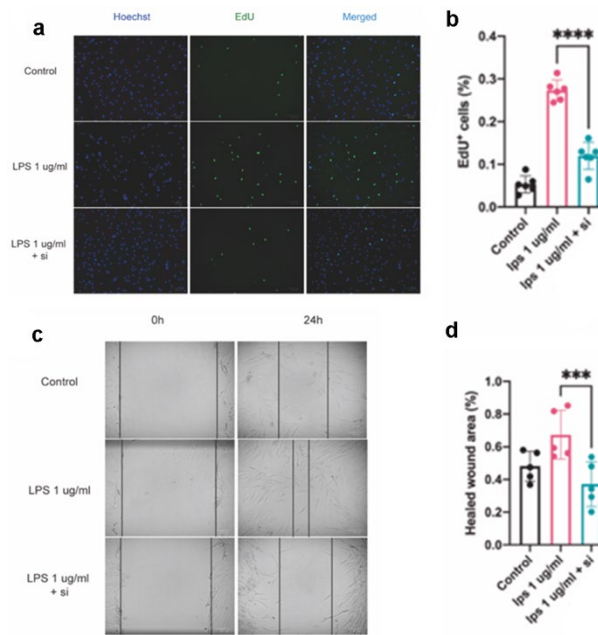 a
Hoechst EdU Merged
Control
LPS 1 ug/ml
LPS 1 ug/ml
+ si
b
EdU⁺ cells (%)
0.4
0.3
0.2
0.1
0.0
****
Control
lps 1 ug/ml
lps 1 ug/ml + si
c
0h 24h
Control
LPS 1 ug/ml
LPS 1 ug/ml
+ si
d
Healed wound area (%)
1.0
0.8
0.6
0.4
0.2
0.0
***
Control
lps 1 ug/ml
lps 1 ug/ml + si